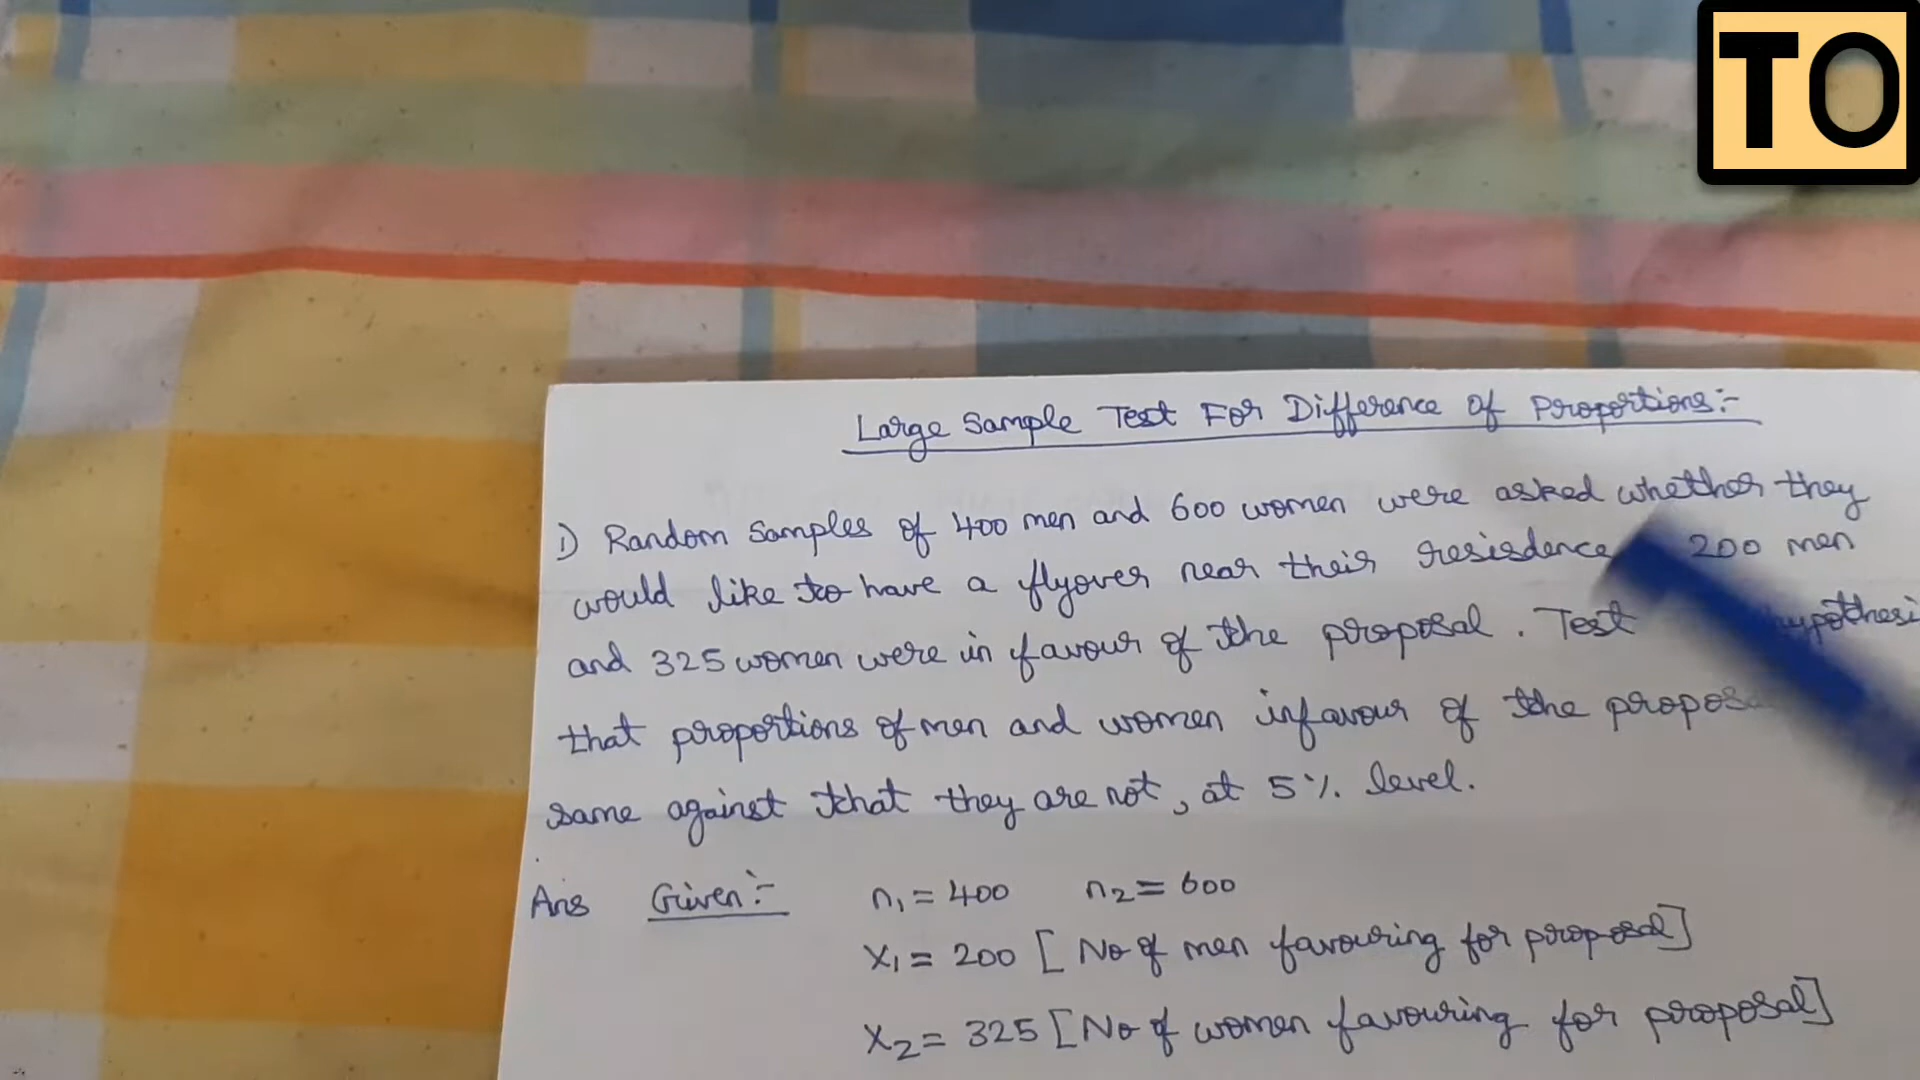 TO
Large Sample Test For Difference of Proportions:-
1) Random Samples of 400 men and 600 women were asked whether they
would like to have a flyover near their resisdence 200 men
and 325 women were in favour of the proposal. Test
that proportions of men and women infavour of the
same against that they are not, at 5% level.
Ans Given:- n₁ = 400 n₂ = 600
X₁ = 200 [ No of men favouring for proposal]
X₂ = 325 [No of women favouring for proposal]